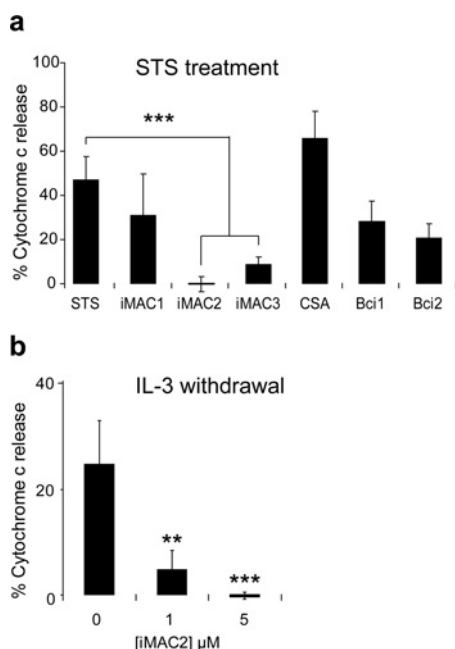 a
STS treatment
***
% Cytochrome c release
100
80
60
40
20
0
STS iMAC1 iMAC2 iMAC3 CSA Bci1 Bci2
b
IL-3 withdrawal
% Cytochrome c release
40
20
0
**
***
0 1 5
[iMAC2] µM